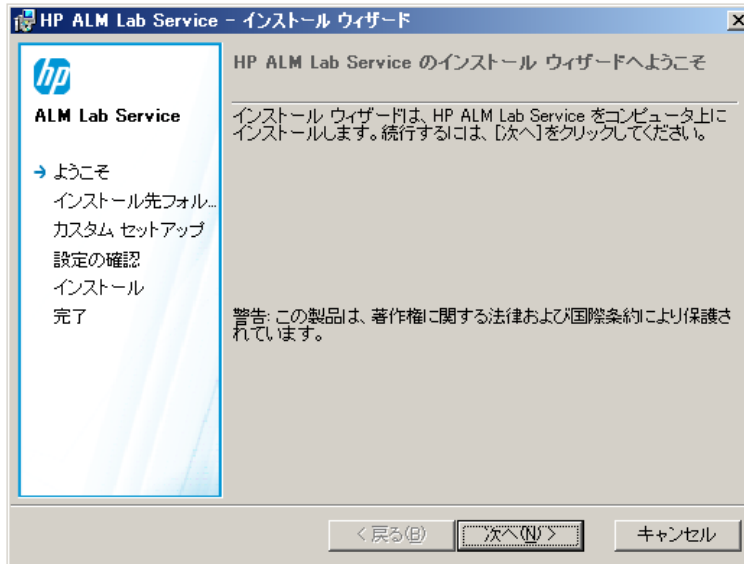 HP ALM Lab Service - インストール ウィザード
hp
ALM Lab Service
→ ようこそ
インストール先フォル...
カスタム セットアップ
設定の確認
インストール
完了
HP ALM Lab Service のインストール ウィザードへようこそ
インストール ウィザードは、HP ALM Lab Service をコンピュータ上に
インストールします。続行するには、[次へ]をクリックしてください。
警告: この製品は、著作権に関する法律および国際条約により保護さ
れています。
< 戻る(B)
次へ(N) >
キャンセル